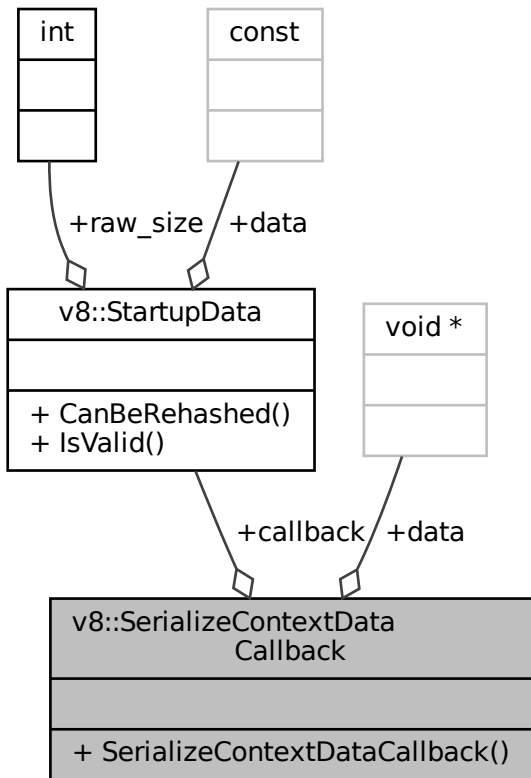 int
const
+raw_size
+data
v8::StartupData
+ CanBeRehashed()
+ IsValid()
void *
+callback
+data
v8::SerializeContextData
Callback
+ SerializeContextDataCallback()